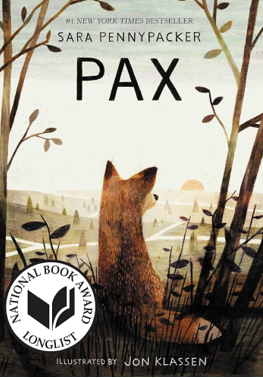 #1 NEW YORK TIMES BESTSELLER
SARA PENNYPACKER
PAX
NATIONAL BOOK AWARD
LONGLIST
ILLUSTRATED BY JON KLASSEN